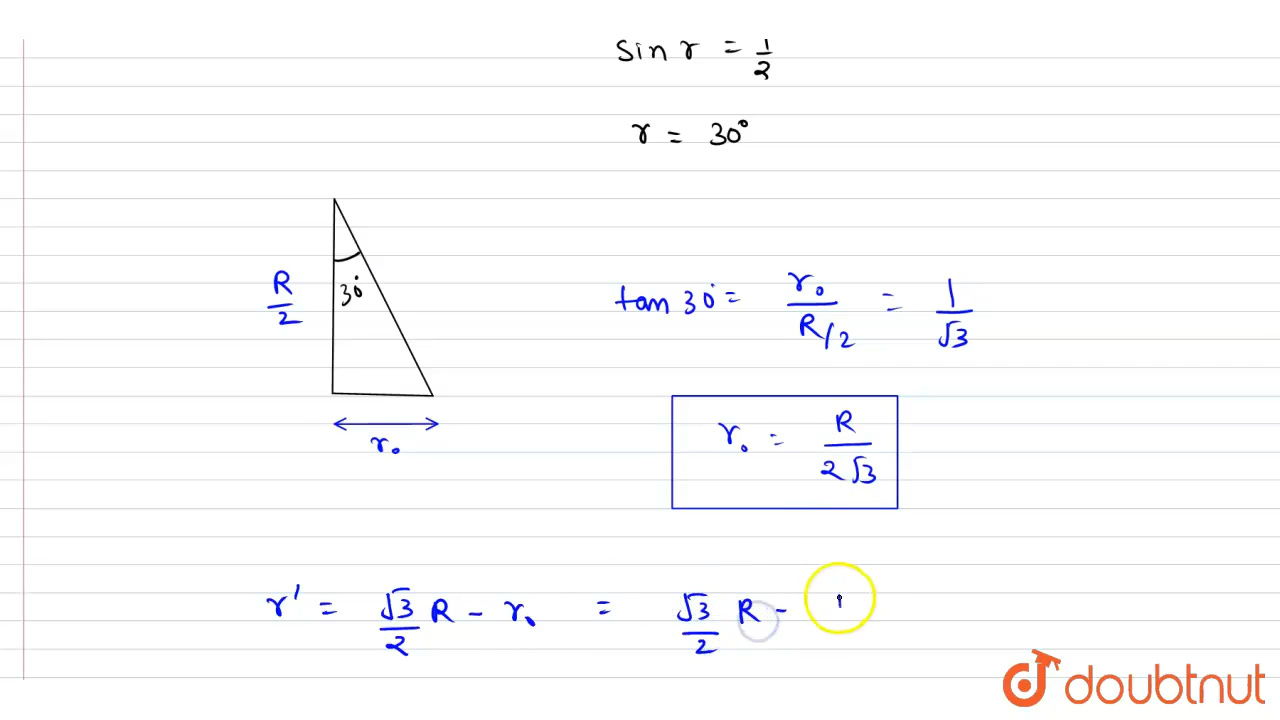 sin r = 1/2
r = 30°
R/2
30°
tan 30° = r₀/R/2 = 1/√3
r₀
r₀ = R/2√3
r' = √3/2 R - r₀ = √3/2 R - 1
doubtnut